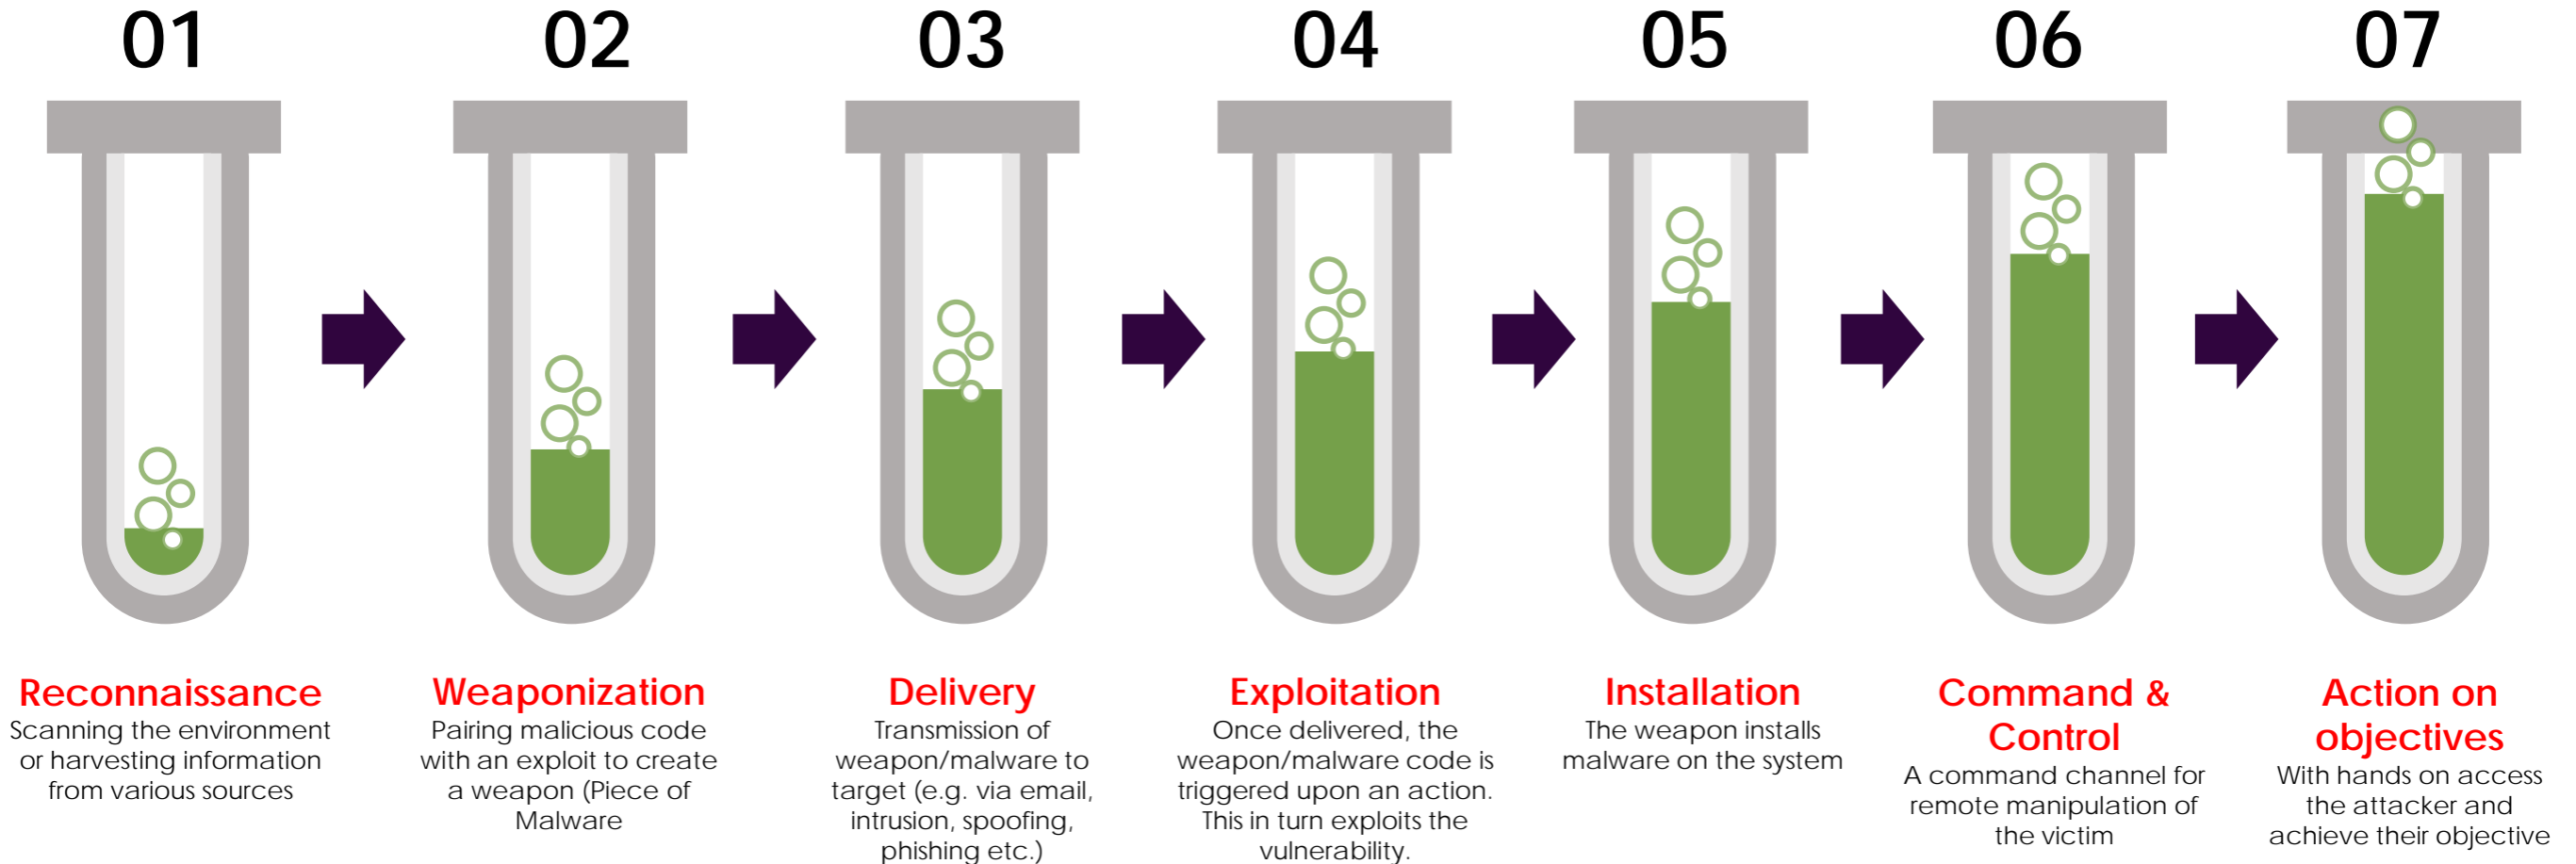 01
02
03
04
05
06
07
Reconnaissance
Scanning the environment
or harvesting information
from various sources
Weaponization
Pairing malicious code
with an exploit to create
a weapon (Piece of
Malware
Delivery
Transmission of
weapon/malware to
target (e.g. via email,
intrusion, spoofing,
phishing etc.)
Exploitation
Once delivered, the
weapon/malware code is
triggered upon an action.
This in turn exploits the
vulnerability.
Installation
The weapon installs
malware on the system
Command &
Control
A command channel for
remote manipulation of
the victim
Action on
objectives
With hands on access
the attacker and
achieve their objective